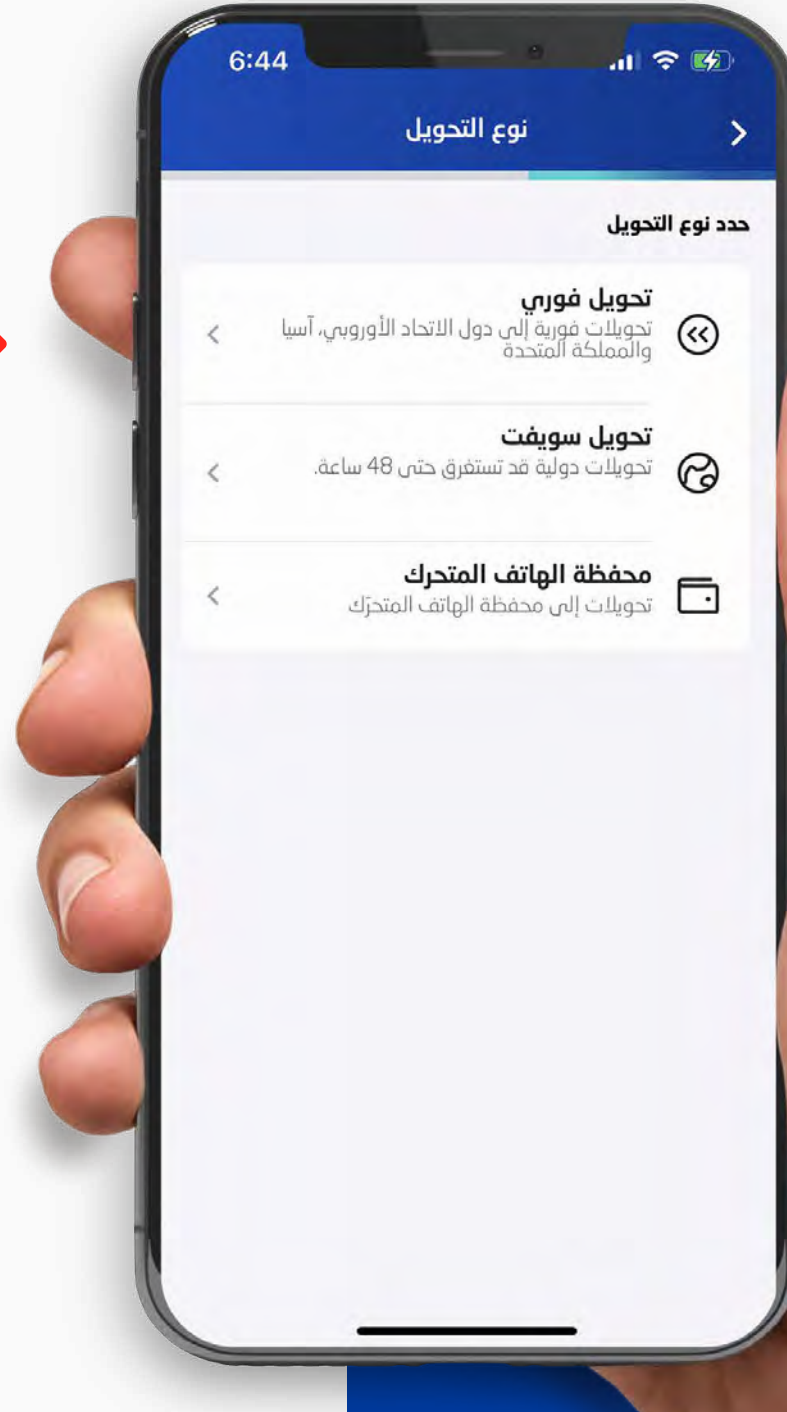 6:44
نوع التحويل
حدد نوع التحويل
تحويل فوري
تحويلات فورية إلى دول الاتحاد الأوروبي، آسيا
والمملكة المتحدة
تحويل سويفت
تحويلات دولية قد تستغرق حتى 48 ساعة.
محفظة الهاتف المتحرك
تحويلات إلى محفظة الهاتف المتحرّك